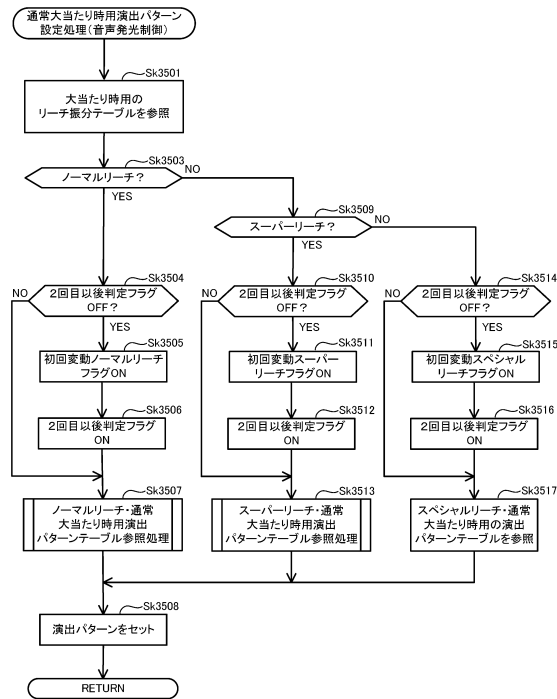 通常大当たり時用演出パターン
設定処理(音声発光制御)
Sk3501
大当たり時用の
リーチ振分テーブルを参照
Sk3503
ノーマルリーチ?
NO
YES
Sk3509
スーパーリーチ?
NO
YES
Sk3504
NO
2回目以後判定フラグ
OFF?
YES
Sk3505
初回変動ノーマルリーチ
フラグON
Sk3506
2回目以後判定フラグ
ON
Sk3507
ノーマルリーチ・通常
大当たり時用演出
パターンテーブル参照処理
Sk3510
NO
2回目以後判定フラグ
OFF?
YES
Sk3511
初回変動スーパー
リーチフラグON
Sk3512
2回目以後判定フラグ
ON
Sk3513
スーパーリーチ・通常
大当たり時用演出
パターンテーブル参照処理
Sk3514
NO
2回目以後判定フラグ
OFF?
YES
Sk3515
初回変動スペシャル
リーチフラグON
Sk3516
2回目以後判定フラグ
ON
Sk3517
スペシャルリーチ・通常
大当たり時用の演出
パターンテーブルを参照
Sk3508
演出パターンをセット
RETURN